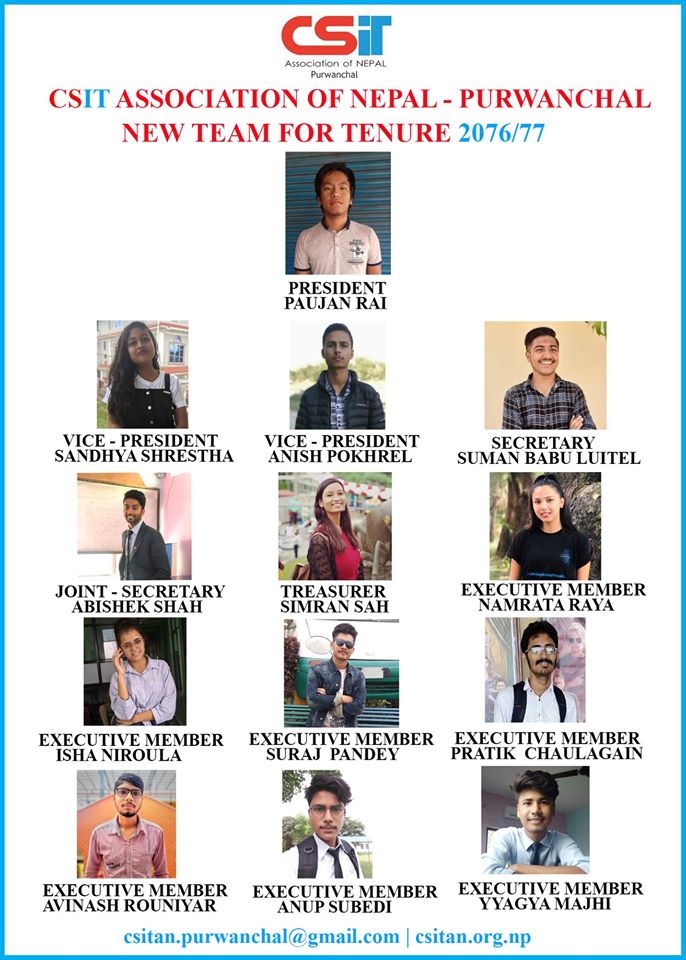 CSiT
Association of NEPAL
Purwanchal
CSIT ASSOCIATION OF NEPAL - PURWANCHAL
NEW TEAM FOR TENURE 2076/77
PRESIDENT
PAUJAN RAI
VICE - PRESIDENT
SANDHYA SHRESTHA
VICE - PRESIDENT
ANISH POKHREL
SECRETARY
SUMAN BABU LUITEL
JOINT - SECRETARY
ABISHEK SHAH
TREASURER
SIMRAN SAH
EXECUTIVE MEMBER
NAMRATA RAYA
EXECUTIVE MEMBER
ISHA NIROULA
EXECUTIVE MEMBER
SURAJ PANDEY
EXECUTIVE MEMBER
PRATIK CHAULAGAIN
EXECUTIVE MEMBER
AVINASH ROUNIYAR
EXECUTIVE MEMBER
ANUP SUBEDI
EXECUTIVE MEMBER
YYAGYA MAJHI
csitan.purwanchal@gmail.com | csitan.org.np